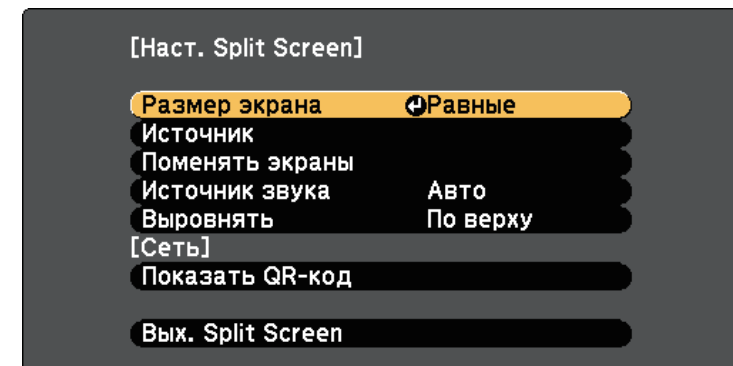 [Наст. Split Screen]
Размер экрана Равные
Источник
Поменять экраны
Источник звука Авто
Выровнять По верху
[Сеть]
Показать QR-код
Вых. Split Screen